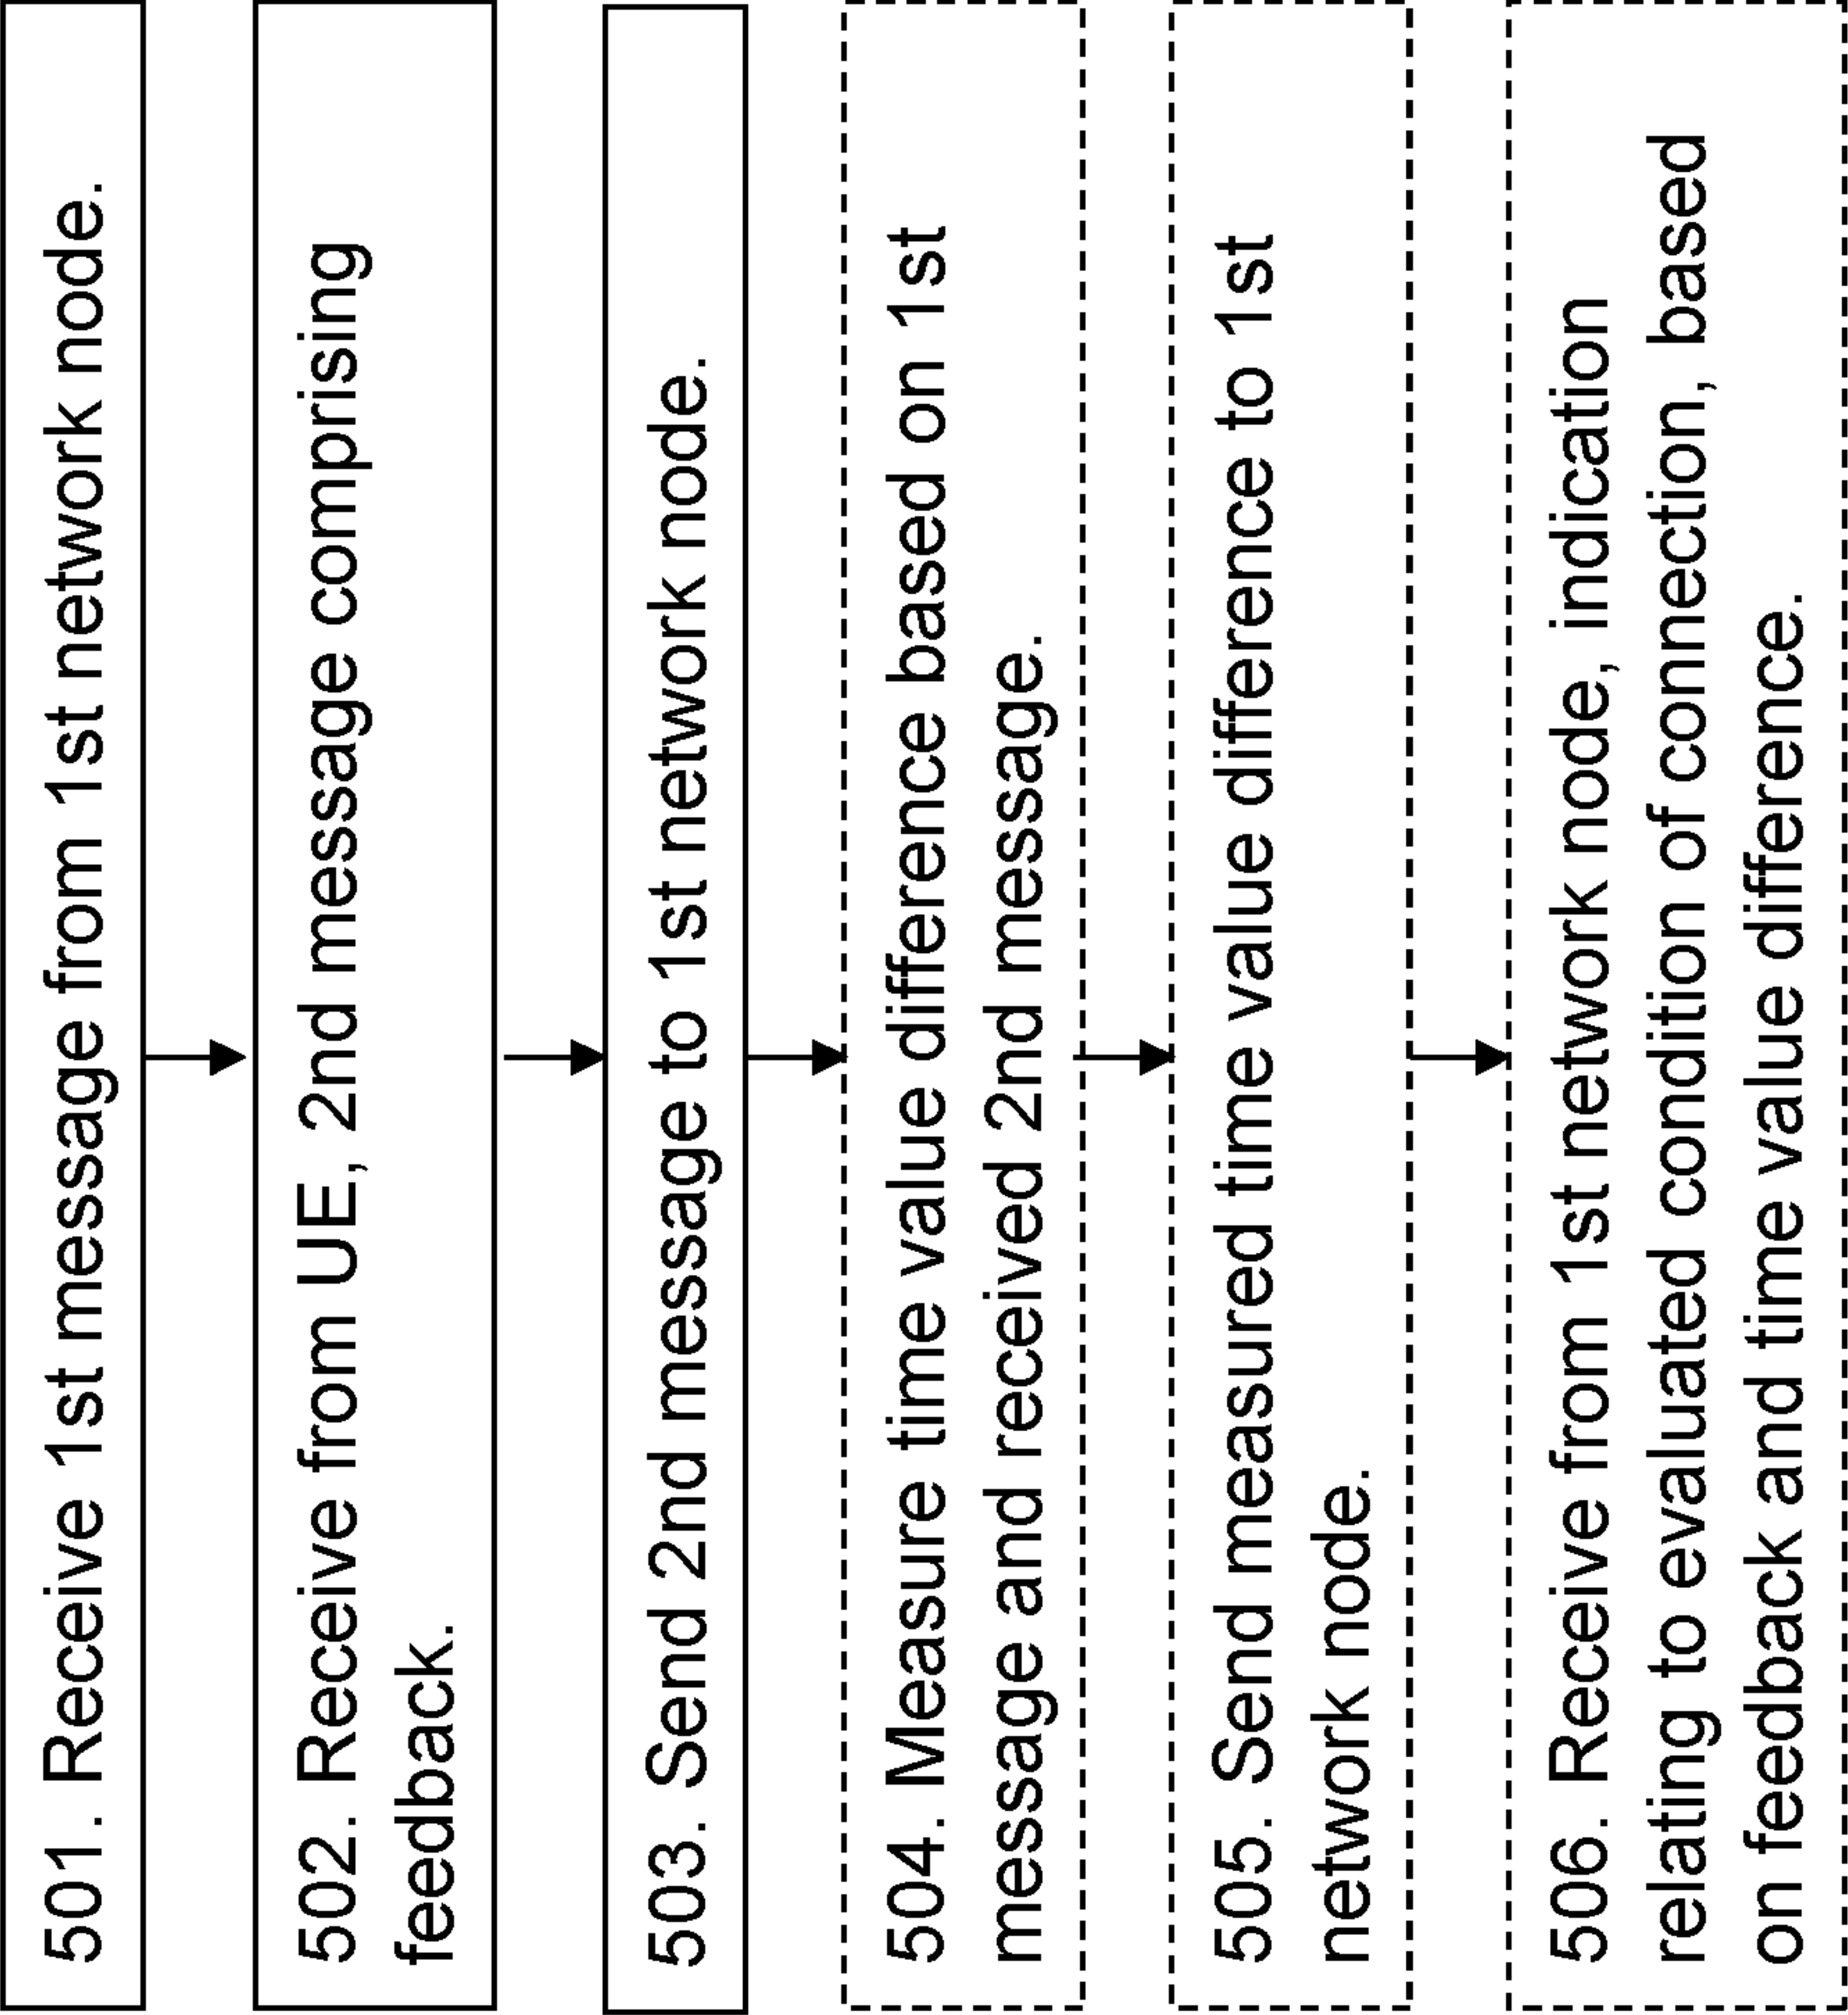 501. Receive 1st message from 1st network node.
502. Receive from UE, 2nd message comprising
feedback.
503. Send 2nd message to 1st network node.
504. Measure time value difference based on 1st
message and received 2nd message.
505. Send measured time value difference to 1st
network node.
506. Receive from 1st network node, indication
relating to evaluated condition of connection, based
on feedback and time value difference.